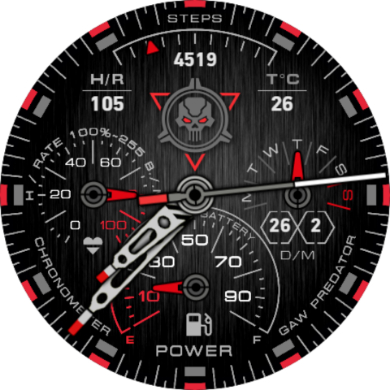 STEPS
4519
H/R
105
T°C
26
RATE 100%-255 B
40 60
20
0
100
H
M T W T F S S
BATTERY
26 2
D/M
30 50 70
10 90
E F
CHRONOMETER
GAW PREDATOR
POWER